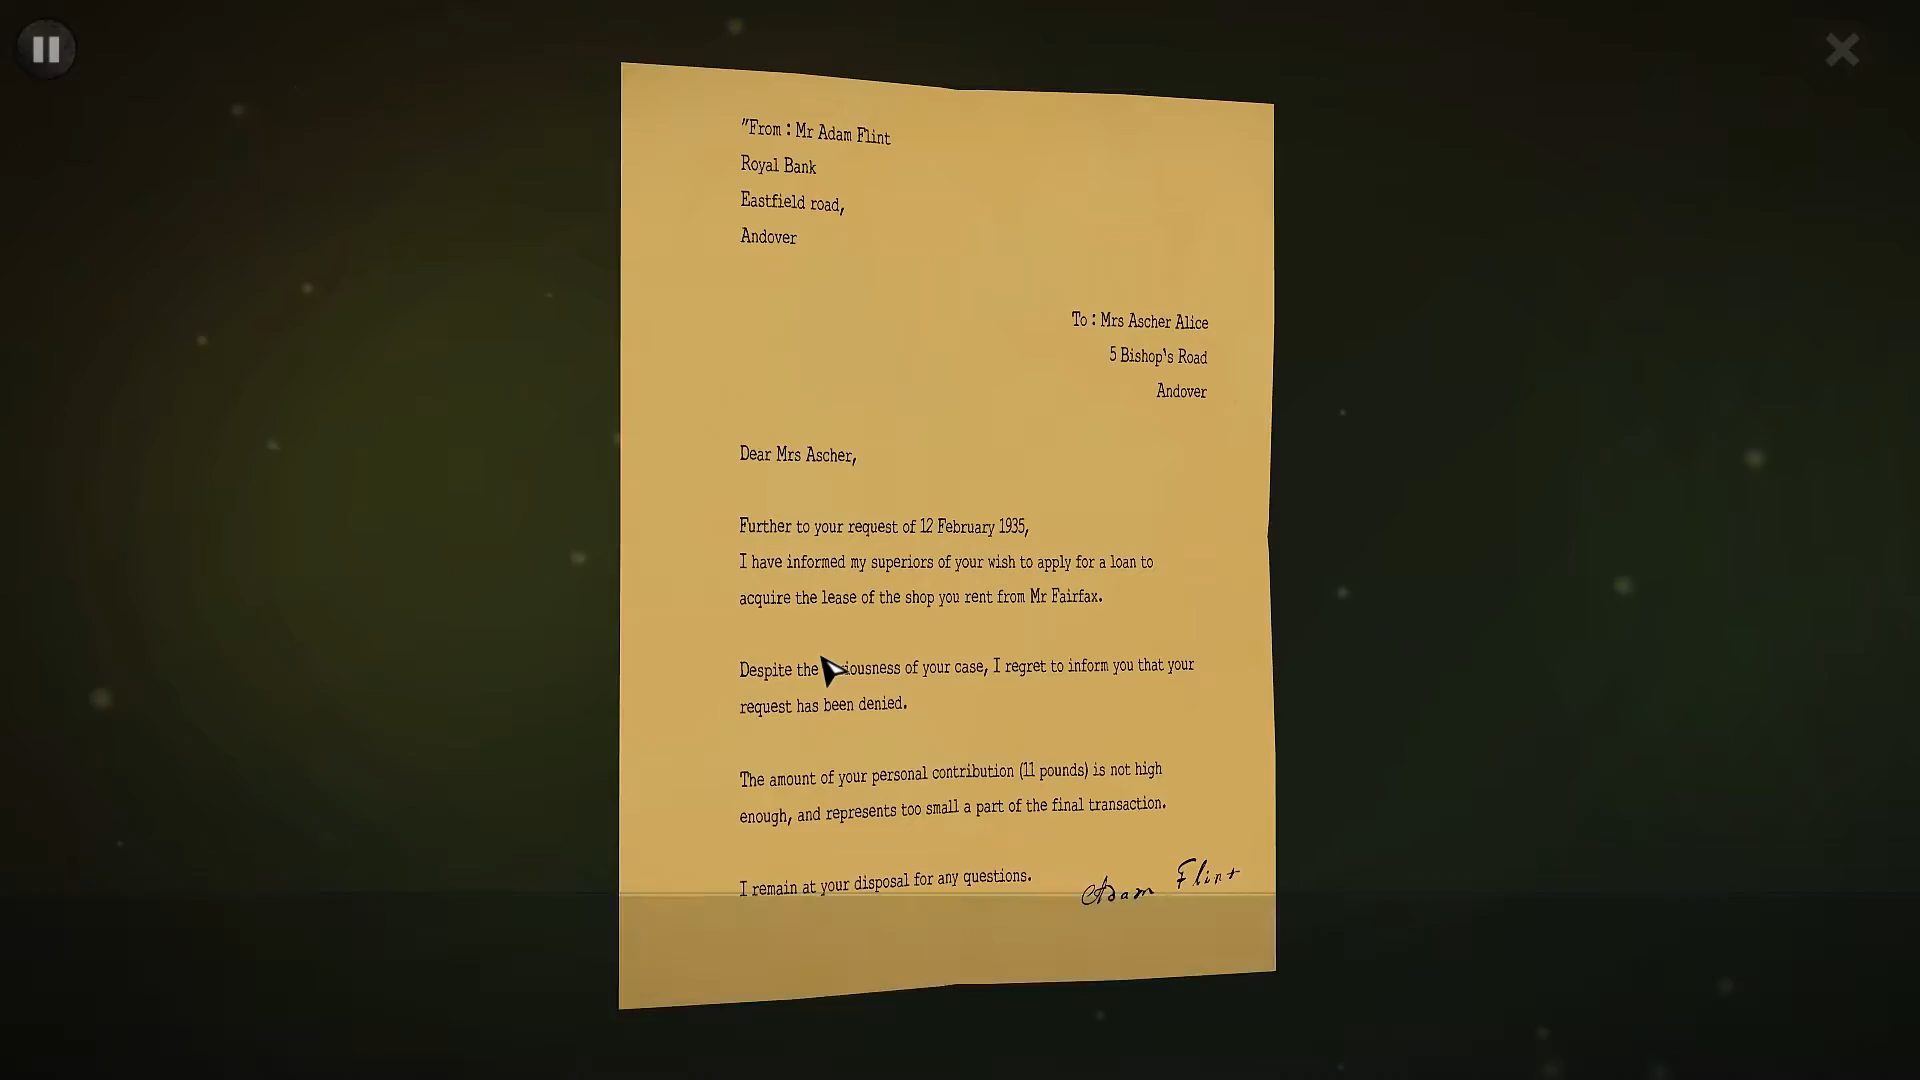 "From : Mr Adam Flint
Royal Bank
Eastfield road,
Andover
To : Mrs Ascher Alice
5 Bishop's Road
Andover
Dear Mrs Ascher,
Further to your request of 12 February 1935,
I have informed my superiors of your wish to apply for a loan to
acquire the lease of the shop you rent from Mr Fairfax.
Despite the of your case, I regret to inform you that your
request has been denied.
The amount of your personal contribution (11 pounds) is not high
enough, and represents too small a part of the final transaction.
I remain at your disposal for any questions.
Adam Flint